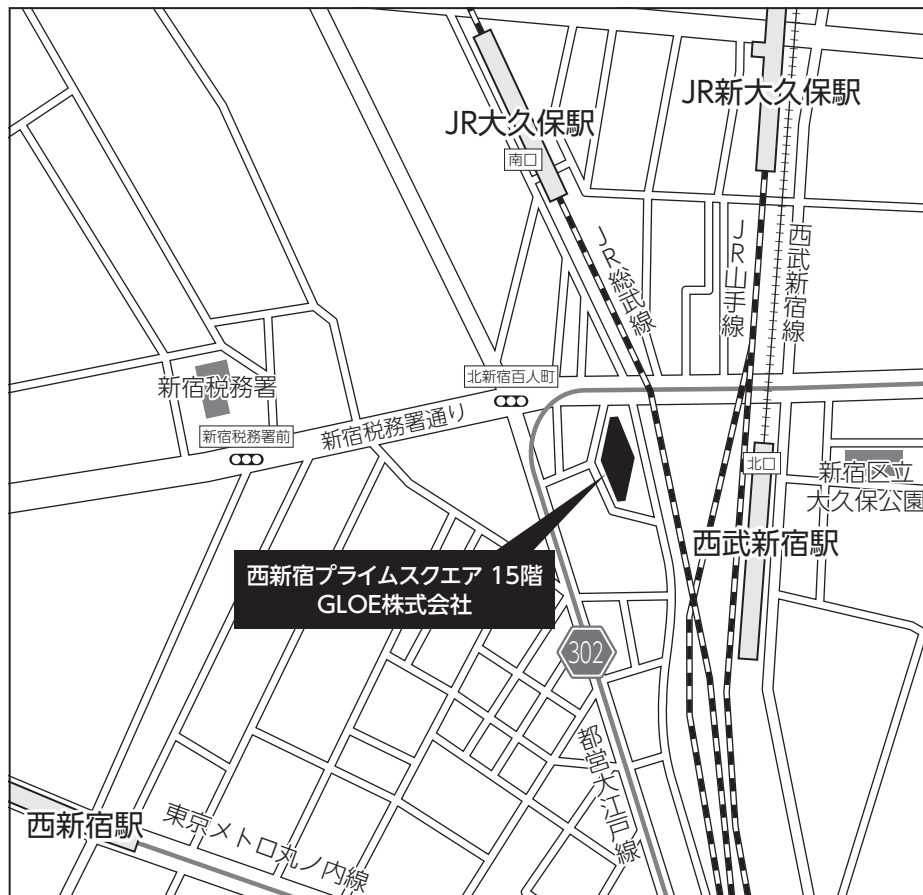 JR大久保駅
南口
JR新大久保駅
JR総武線
JR山手線
西武新宿線
新宿税務署
新宿税務署前
新宿税務署通り
北新宿百人町
北口
新宿区立
大久保公園
西武新宿駅
西新宿プライムスクエア 15階
GLOE株式会社
302
都営大江戸線
西新宿駅
東京メトロ丸ノ内線